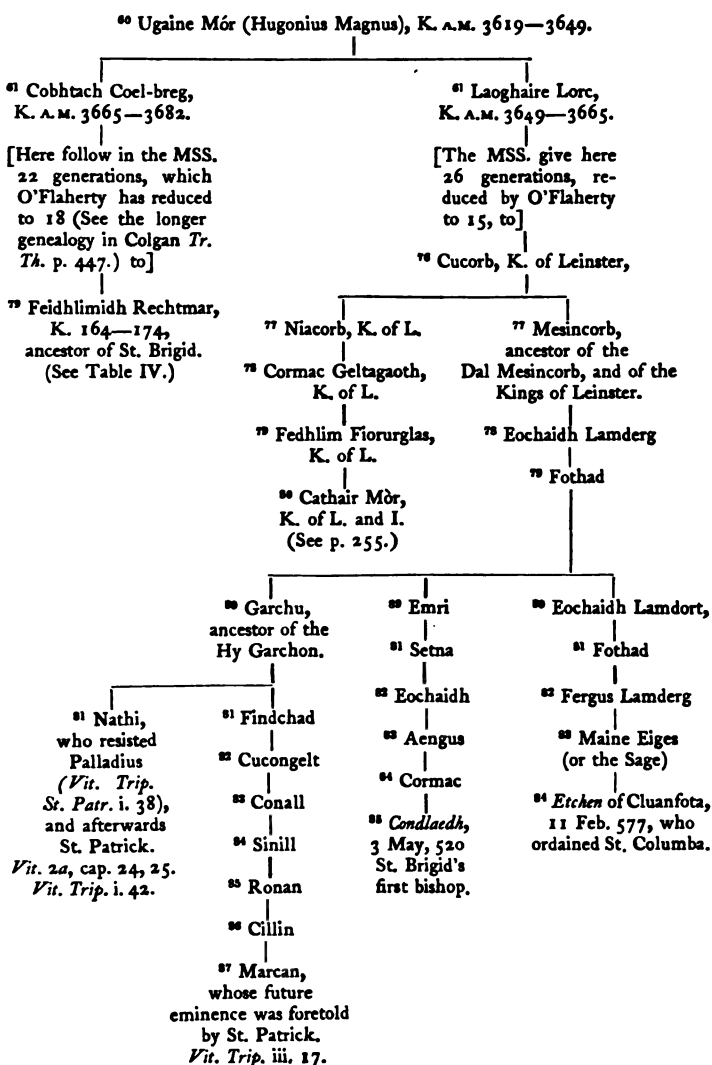 ⁶⁰ Ugaine Mór (Hugonius Magnus), K. A.M. 3619—3649.
⁶¹ Cobhtach Coel-breg,
K. A.M. 3665—3682.
[Here follow in the MSS.
22 generations, which
O'Flaherty has reduced
to 18 (See the longer
genealogy in Colgan Tr.
Th. p. 447.) to]
⁷⁹ Feidhlimidh Rechtmar,
K. 164—174,
ancestor of St. Brigid.
(See Table IV.)
⁶¹ Laoghaire Lorc,
K. A.M. 3649—3665.
[The MSS. give here
26 generations, re-
duced by O'Flaherty
to 15, to]
⁷⁶ Cucorb, K. of Leinster,
⁷⁷ Niacorb, K. of L.
⁷⁸ Cormac Geltagaoth,
K. of L.
⁷⁹ Fedhlim Fiorurglas,
K. of L.
⁸⁰ Cathair Mòr,
K. of L. and I.
(See p. 255.)
⁷⁷ Mesincorb,
ancestor of the
Dal Mesincorb, and of the
Kings of Leinster.
⁷⁸ Eochaidh Lamderg
⁷⁹ Fothad
⁸⁰ Garchu,
ancestor of the
Hy Garchon.
⁸¹ Nathi,
who resisted
Palladius
(Vit. Trip.
St. Patr. i. 38),
and afterwards
St. Patrick.
Vit. 2a, cap. 24, 25.
Vit. Trip. i. 42.
⁸¹ Findchad
⁸² Cucongelt
⁸³ Conall
⁸⁴ Sinill
⁸⁵ Ronan
⁸⁶ Cillin
⁸⁷ Marcan,
whose future
eminence was foretold
by St. Patrick.
Vit. Trip. iii. 17.
⁸⁰ Emri
⁸¹ Setna
⁸² Eochaidh
⁸³ Aengus
⁸⁴ Cormac
⁸⁵ Condlaedh,
3 May, 520
St. Brigid's
first bishop.
⁸⁰ Eochaidh Lamdort,
⁸¹ Fothad
⁸² Fergus Lamderg
⁸³ Maine Eiges
(or the Sage)
⁸⁴ Etchen of Cluanfota,
11 Feb. 577, who
ordained St. Columba.